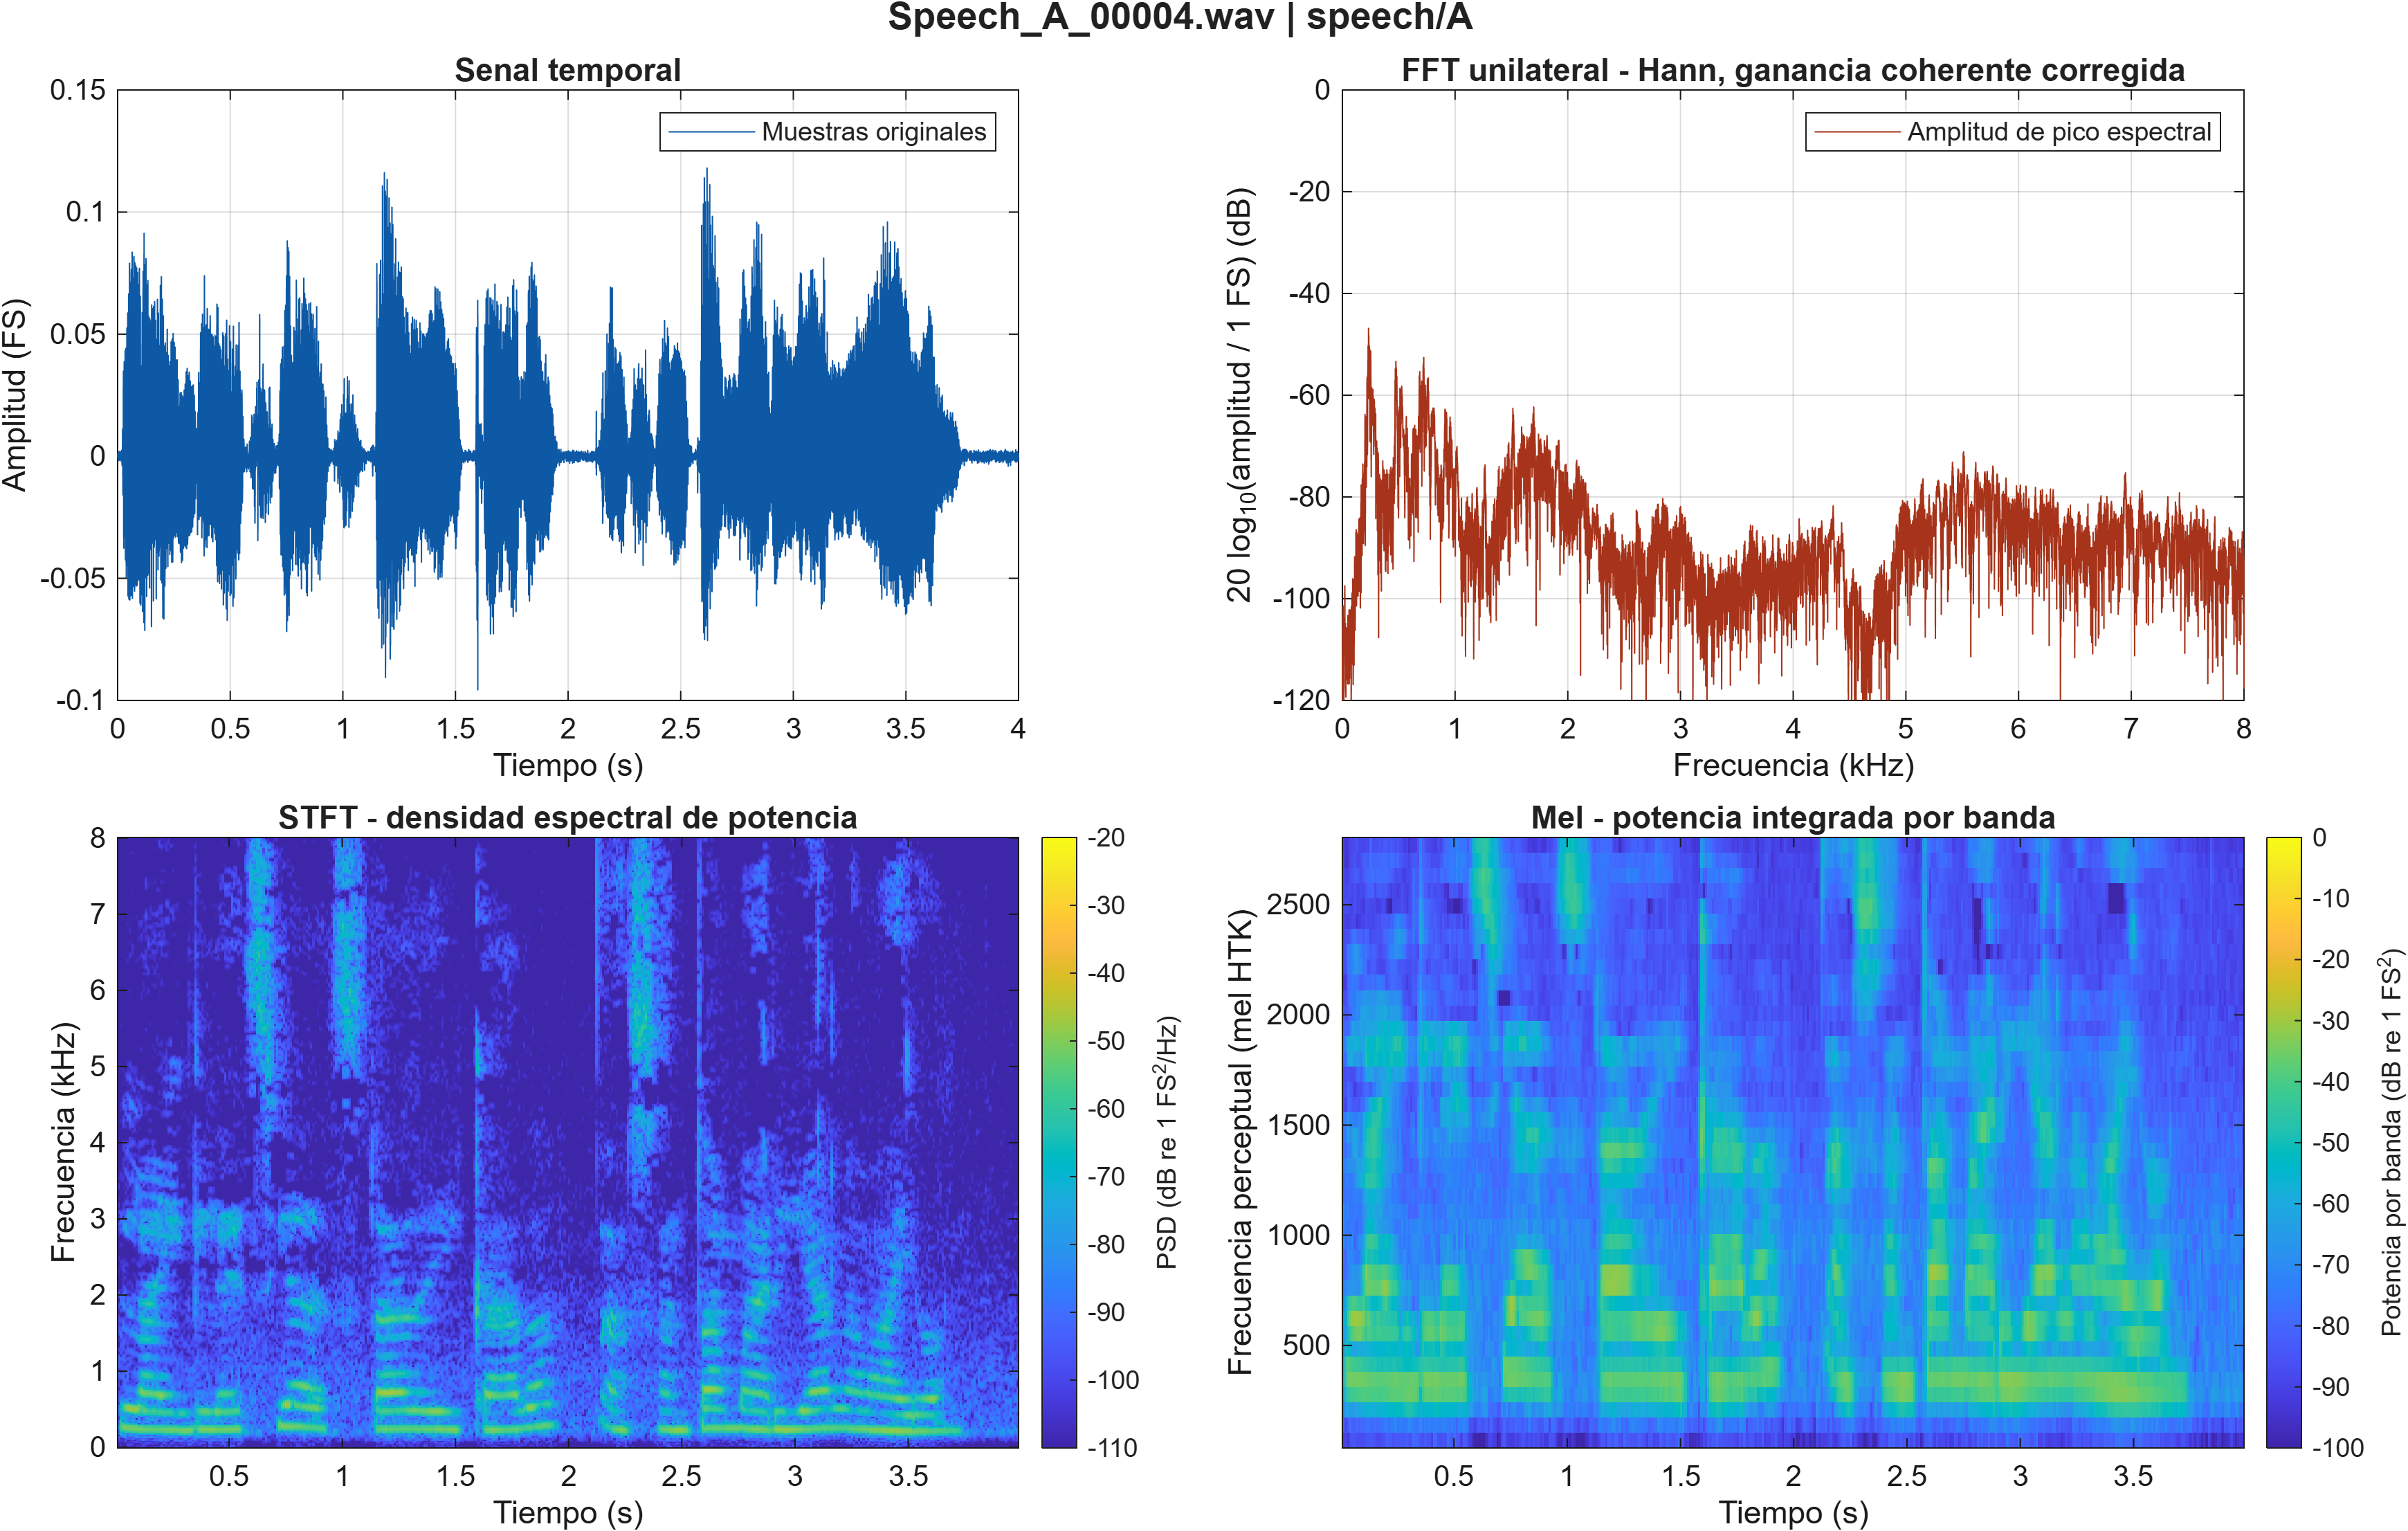 Speech_A_00004.wav | speech/A
Senal temporal
0.15
0.1
0.05
0
-0.05
-0.1
Amplitud (FS)
Muestras originales
0 0.5 1 1.5 2 2.5 3 3.5 4
Tiempo (s)
FFT unilateral - Hann, ganancia coherente corregida
0
-20
-40
-60
-80
-100
-120
20 log10(amplitud / 1 FS) (dB)
Amplitud de pico espectral
0 1 2 3 4 5 6 7 8
Frecuencia (kHz)
STFT - densidad espectral de potencia
8
7
6
5
4
3
2
1
0
Frecuencia (kHz)
0.5 1 1.5 2 2.5 3 3.5
Tiempo (s)
-20
-30
-40
-50
-60
-70
-80
-90
-100
-110
PSD (dB re 1 FS²/Hz)
Mel - potencia integrada por banda
2500
2000
1500
1000
500
Frecuencia perceptual (mel HTK)
0.5 1 1.5 2 2.5 3 3.5
Tiempo (s)
0
-10
-20
-30
-40
-50
-60
-70
-80
-90
-100
Potencia por banda (dB re 1 FS²)